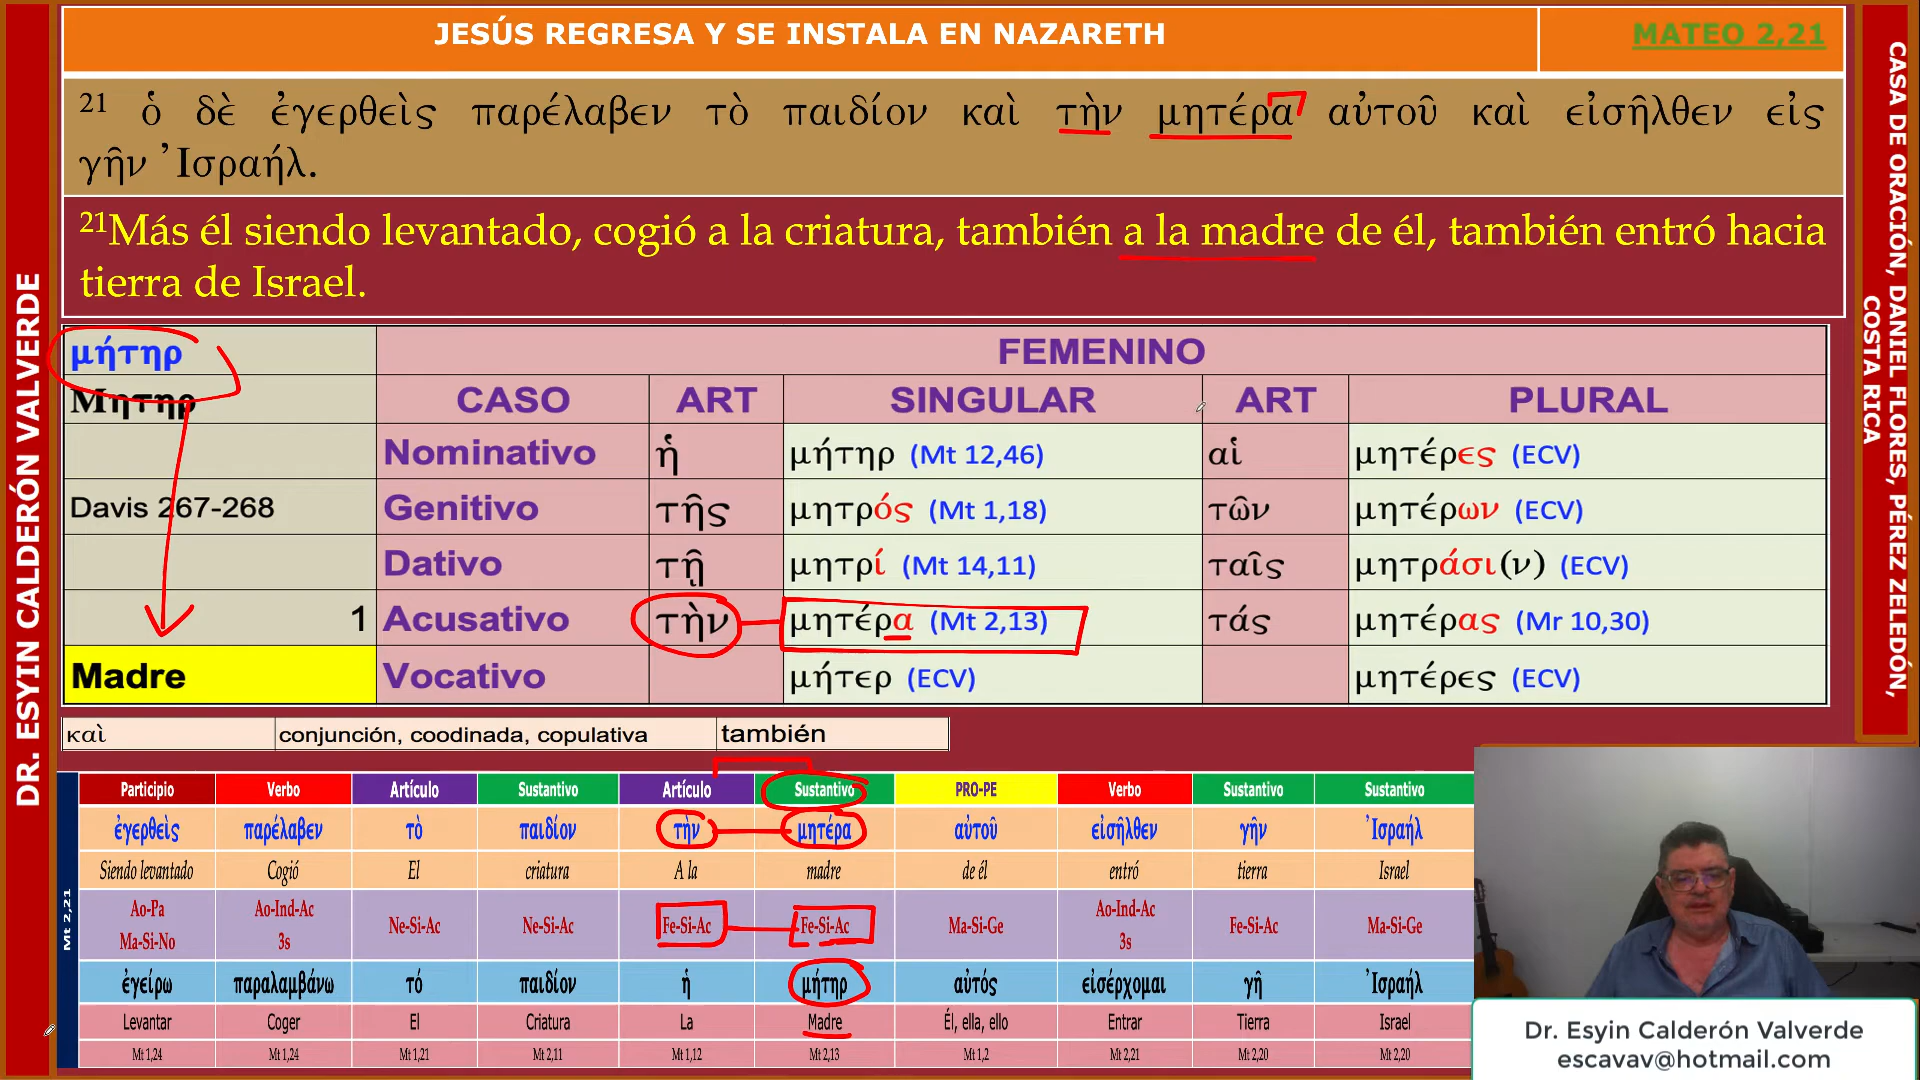 JESÚS REGRESA Y SE INSTALA EN NAZARETH
MATEO 2,21
21 ὁ δὲ ἐγερθεὶς παρέλαβεν τὸ παιδίον καὶ τὴν μητέρα αὐτοῦ καὶ εἰσῆλθεν εἰς
γῆν Ἰσραήλ.
21Más él siendo levantado, cogió a la criatura, también a la madre de él, también entró hacia
tierra de Israel.
μήτηρ FEMENINO
Μητηρ CASO ART SINGULAR ART PLURAL
Nominativo ἡ μήτηρ (Mt 12,46) αἱ μητέρες (ECV)
Davis 267-268 Genitivo τῆς μητρός (Mt 1,18) τῶν μητέρων (ECV)
Dativo τῇ μητρί (Mt 14,11) ταῖς μητράσι(ν) (ECV)
1 Acusativo τὴν μητέρα (Mt 2,13) τάς μητέρας (Mr 10,30)
Madre Vocativo μήτερ (ECV) μητέρες (ECV)
καὶ conjunción, coodinada, copulativa también
Participio Verbo Artículo Sustantivo Artículo Sustantivo PRO-PE Verbo Sustantivo Sustantivo
ἐγερθεὶς παρέλαβεν τὸ παιδίον τὴν μητέρα αὐτοῦ εἰσῆλθεν γῆν Ἰσραήλ
Siendo levantado Cogió El criatura A la madre de él entró tierra Israel
Ao-Pa Ao-Ind-Ac Ne-Si-Ac Ne-Si-Ac Fe-Si-Ac Fe-Si-Ac Ma-Si-Ge Ao-Ind-Ac Fe-Si-Ac Ma-Si-Ge
Ma-Si-No 3s 3s
ἐγείρω παραλαμβάνω τό παιδίον ἡ μήτηρ αὐτός εἰσέρχομαι γῆ Ἰσραήλ
Levantar Coger El Criatura La Madre Él, ella, ello Entrar Tierra Israel
Mt 1,24 Mt 1,24 Mt 1,21 Mt 2,11 Mt 1,12 Mt 2,13 Mt 1,2 Mt 2,21 Mt 2,20 Mt 2,20
Mt 2,21
DR. ESYIN CALDERÓN VALVERDE
CASA DE ORACIÓN, DANIEL FLORES, PÉREZ ZELEDÓN,
COSTA RICA
Dr. Esyin Calderón Valverde
escavav@hotmail.com